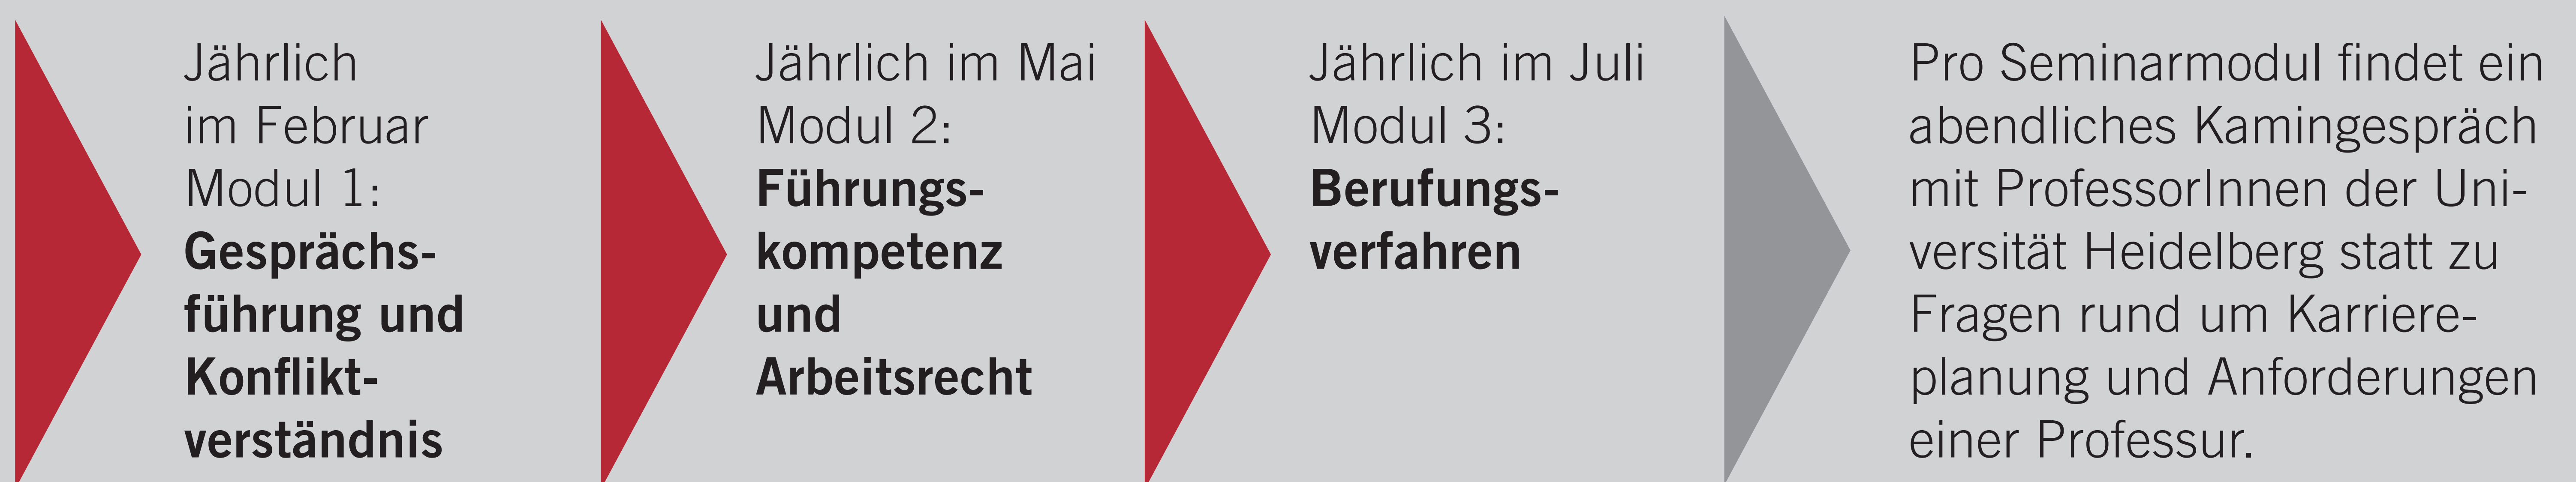 Jährlich
im Februar
Modul 1:
Gesprächs-
führung und
Konflikt-
verständnis
Jährlich im Mai
Modul 2:
Führungs-
kompetenz
und
Arbeitsrecht
Jährlich im Juli
Modul 3:
Berufungs-
verfahren
Pro Seminarmodul findet ein
abendliches Kamingespräch
mit ProfessorInnen der Uni-
versität Heidelberg statt zu
Fragen rund um Karriere-
planung und Anforderungen
einer Professur.